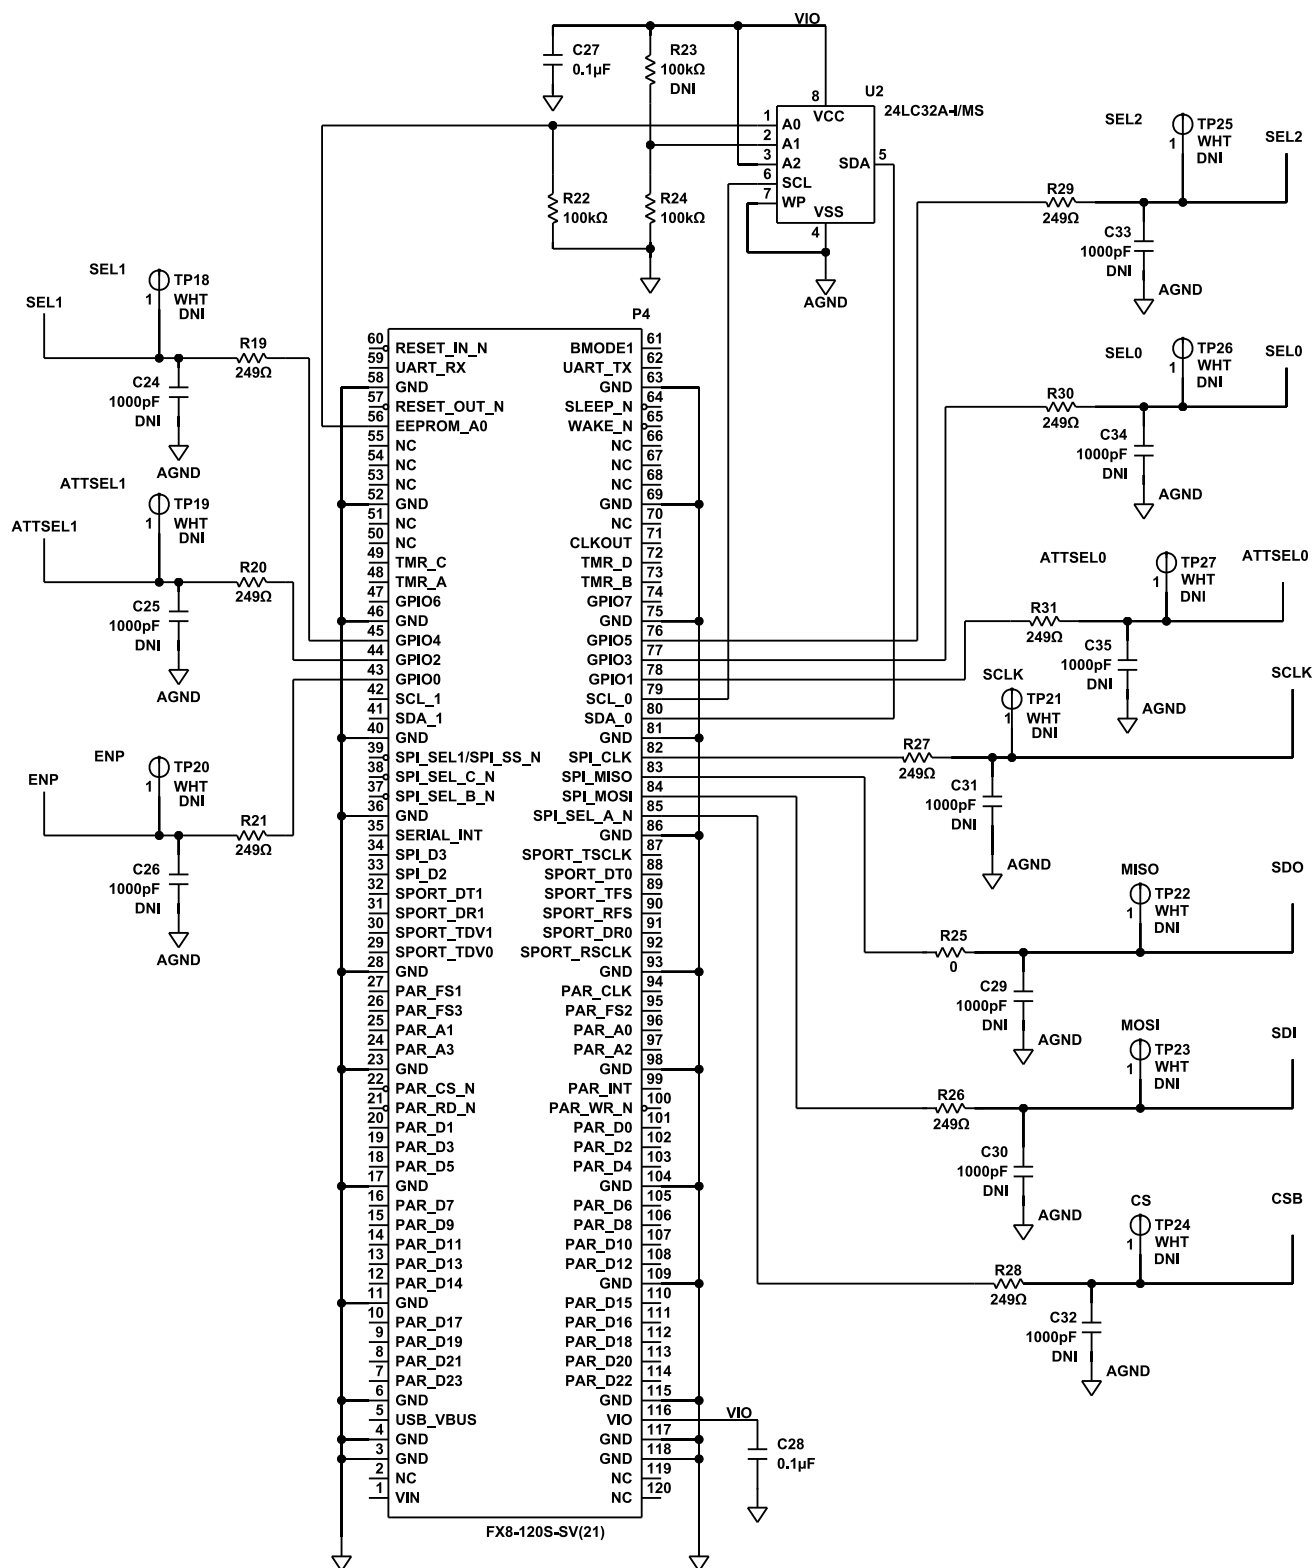 VIO
C27
0.1µF
R23
100kΩ
DNI
U2
24LC32A-I/MS
8
VCC
1 A0
2 A1
3 A2
6 SCL
7 WP
SDA 5
VSS
4
AGND
R22
100kΩ
R24
100kΩ
SEL2
TP25
1
WHT
DNI
SEL2
R29
249Ω
C33
1000pF
DNI
AGND
SEL1
SEL1
TP18
1
WHT
DNI
R19
249Ω
C24
1000pF
DNI
AGND
SEL0
TP26
1
WHT
DNI
SEL0
R30
249Ω
C34
1000pF
DNI
AGND
ATTSEL1
ATTSEL1
TP19
1
WHT
DNI
R20
249Ω
C25
1000pF
DNI
AGND
ATTSEL0
TP27
1
WHT
DNI
ATTSEL0
R31
249Ω
C35
1000pF
DNI
AGND
ENP
ENP
TP20
1
WHT
DNI
R21
249Ω
C26
1000pF
DNI
AGND
SCLK
TP21
1
WHT
DNI
SCLK
R27
249Ω
C31
1000pF
DNI
AGND
MISO
TP22
1
WHT
DNI
SDO
R25
0
C29
1000pF
DNI
AGND
MOSI
TP23
1
WHT
DNI
SDI
R26
249Ω
C30
1000pF
DNI
AGND
CS
TP24
1
WHT
DNI
CSB
R28
249Ω
C32
1000pF
DNI
AGND
P4
60 RESET_IN_N BMODE1 61
59 UART_RX UART_TX 62
58 GND GND 63
57 RESET_OUT_N SLEEP_N 64
56 EEPROM_A0 WAKE_N 65
55 NC NC 66
54 NC NC 67
53 NC NC 68
52 GND GND 69
51 NC NC 70
50 NC CLKOUT 71
49 TMR_C TMR_D 72
48 TMR_A TMR_B 73
47 GPIO6 GPIO7 74
46 GND GND 75
45 GPIO4 GPIO5 76
44 GPIO2 GPIO3 77
43 GPIO0 GPIO1 78
42 SCL_1 SCL_0 79
41 SDA_1 SDA_0 80
40 GND GND 81
39 SPI_SEL1/SPI_SS_N SPI_CLK 82
38 SPI_SEL_C_N SPI_MISO 83
37 SPI_SEL_B_N SPI_MOSI 84
36 GND SPI_SEL_A_N 85
35 SERIAL_INT GND 86
34 SPI_D3 SPORT_TSCLK 87
33 SPI_D2 SPORT_DT0 88
32 SPORT_DT1 SPORT_TFS 89
31 SPORT_DR1 SPORT_RFS 90
30 SPORT_TDV1 SPORT_DR0 91
29 SPORT_TDV0 SPORT_RSCLK 92
28 GND GND 93
27 PAR_FS1 PAR_CLK 94
26 PAR_FS3 PAR_FS2 95
25 PAR_A1 PAR_A0 96
24 PAR_A3 PAR_A2 97
23 GND GND 98
22 PAR_CS_N PAR_INT 99
21 PAR_RD_N PAR_WR_N 100
20 PAR_D1 PAR_D0 101
19 PAR_D3 PAR_D2 102
18 PAR_D5 PAR_D4 103
17 GND GND 104
16 PAR_D7 PAR_D6 105
15 PAR_D9 PAR_D8 106
14 PAR_D11 PAR_D10 107
13 PAR_D13 PAR_D12 108
12 PAR_D14 GND 109
11 GND PAR_D15 110
10 PAR_D17 PAR_D16 111
9 PAR_D19 PAR_D18 112
8 PAR_D21 PAR_D20 113
7 PAR_D23 PAR_D22 114
6 GND GND 115
5 USB_VBUS VIO 116
4 GND GND 117
3 GND GND 118
2 NC NC 119
1 VIN NC 120
VIO
C28
0.1µF
FX8-120S-SV(21)